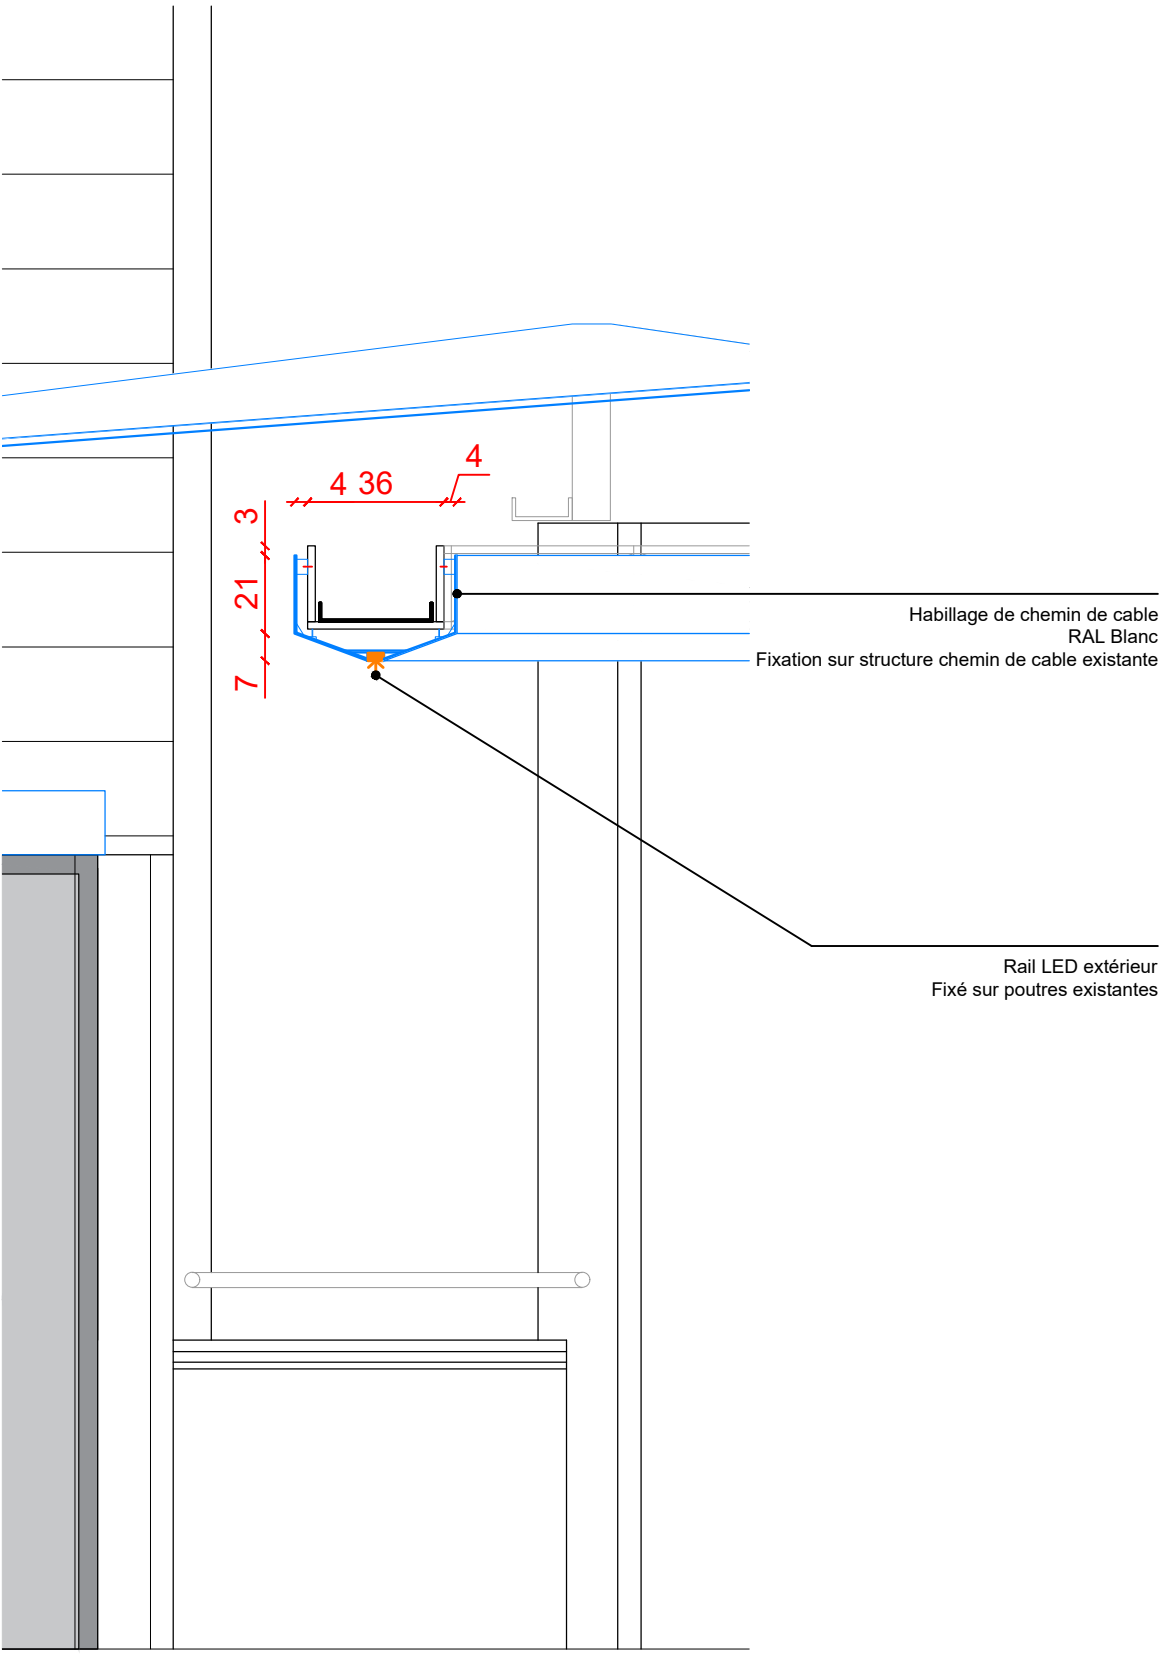 4
4 36
3
21
7
Habillage de chemin de cable
RAL Blanc
Fixation sur structure chemin de cable existante
Rail LED extérieur
Fixé sur poutres existantes